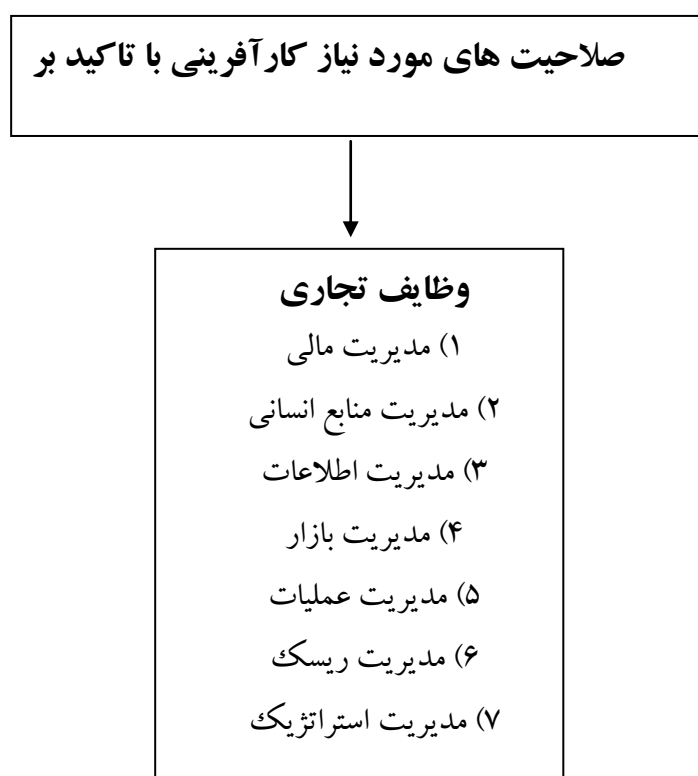 صلاحیت های مورد نیاز کارآفرینی با تاکید بر
وظایف تجاری
۱) مدیریت مالی
۲) مدیریت منابع انسانی
۳) مدیریت اطلاعات
۴) مدیریت بازار
۵) مدیریت عملیات
۶) مدیریت ریسک
۷) مدیریت استراتژیک